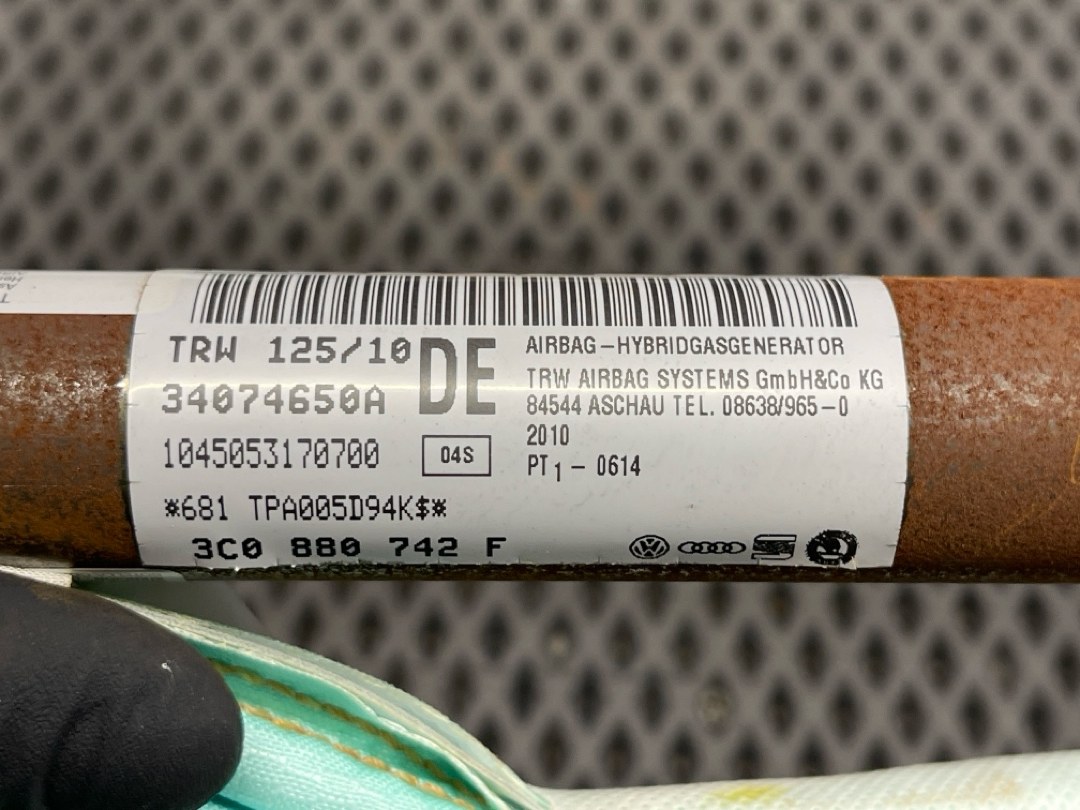 TRW 125/10
34074650A
DE
1045053170700
04S
*681 TPA005D94K$*
3C0 880 742 F
AIRBAG-HYBRIDGASGENERATOR
TRW AIRBAG SYSTEMS GmbH&Co KG
84544 ASCHAU TEL. 08638/965-0
2010
PT1 - 0614